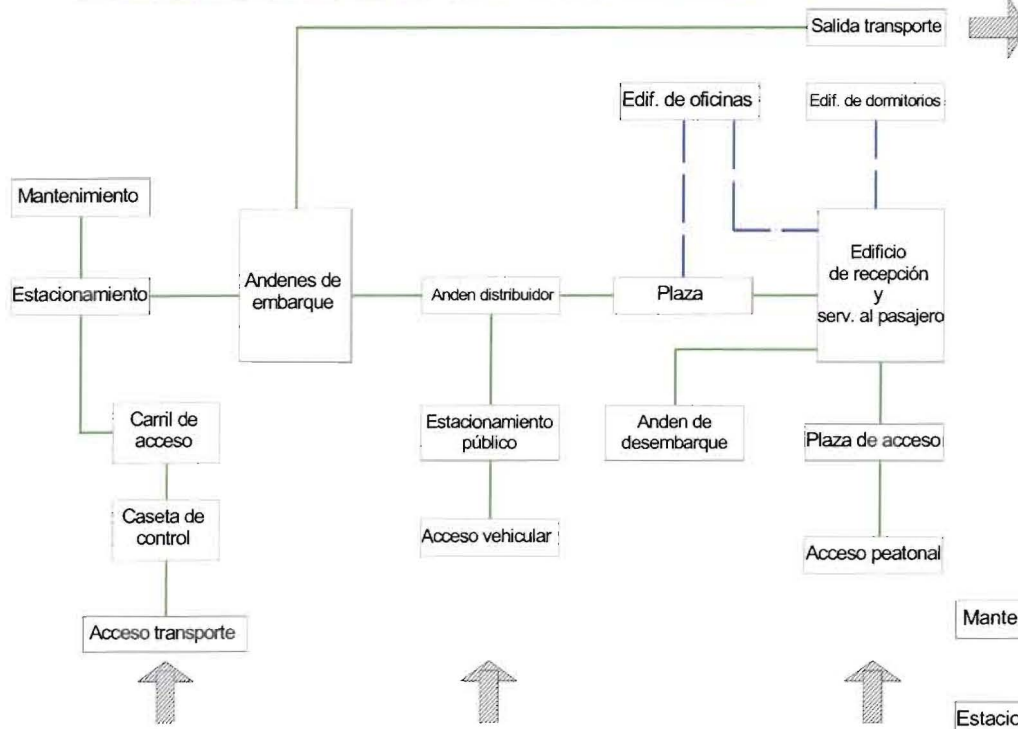 Salida transporte
Edif. de oficinas
Edif. de dormitorios
Mantenimiento
Andenes de
embarque
Edificio
de recepción
y
serv. al pasajero
Estacionamiento
Anden distribuidor
Plaza
Carril de
acceso
Estacionamiento
público
Anden de
desembarque
Plaza de acceso
Caseta de
control
Acceso vehicular
Acceso peatonal
Acceso transporte
Mante
Estacio